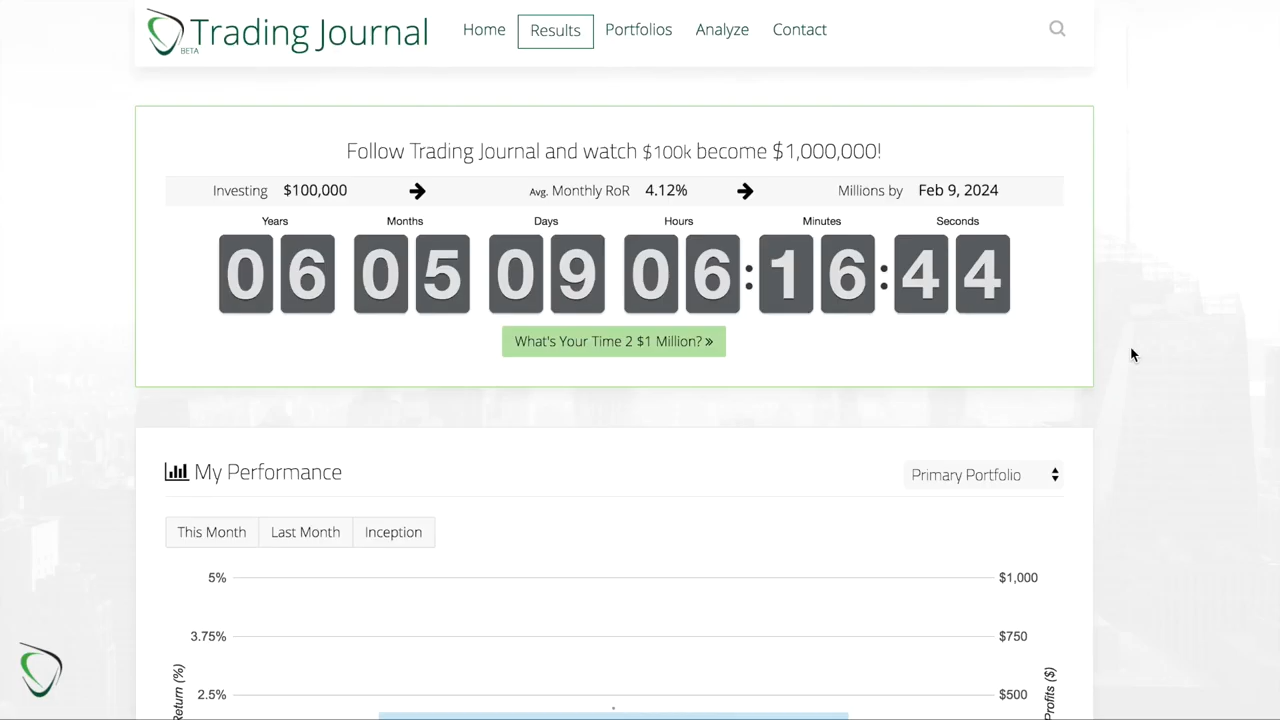 Trading Journal
BETA
Home Results Portfolios Analyze Contact
Follow Trading Journal and watch $100k become $1,000,000!
Investing $100,000 Avg. Monthly RoR 4.12% Millions by Feb 9, 2024
Years Months Days Hours Minutes Seconds
06 05 09 06:16:44
What's Your Time 2 $1 Million? »
My Performance
Primary Portfolio
This Month Last Month Inception
5% $1,000
3.75% $750
2.5% $500
Return (%)
Profits ($)